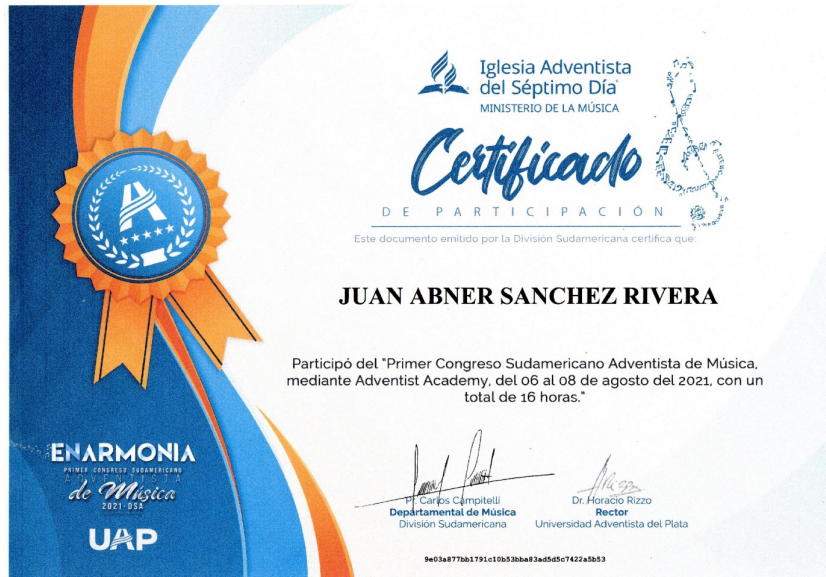 Iglesia Adventista
del Séptimo Día
MINISTERIO DE LA MÚSICA
Certificado
DE PARTICIPACIÓN
Este documento emitido por la División Sudamericana certifica que:
JUAN ABNER SANCHEZ RIVERA
Participó del "Primer Congreso Sudamericano Adventista de Música,
mediante Adventist Academy, del 06 al 08 de agosto del 2021, con un
total de 16 horas."
ENARMONIA
PRIMER CONGRESO SUDAMERICANO
ADVENTISTA
de Música
2021-DSA
UAP
Pr. Carlos Campitelli
Departamental de Música
División Sudamericana
Dr. Horacio Rizzo
Rector
Universidad Adventista del Plata
9e03a877bb1791c10b53bba83ad5d5c7422a5b53